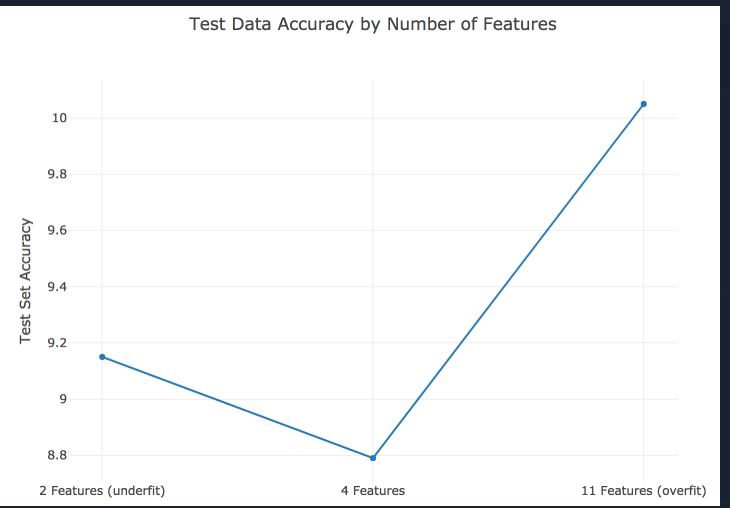 Test Data Accuracy by Number of Features
Test Set Accuracy
10
9.8
9.6
9.4
9.2
9
8.8
2 Features (underfit)
4 Features
11 Features (overfit)